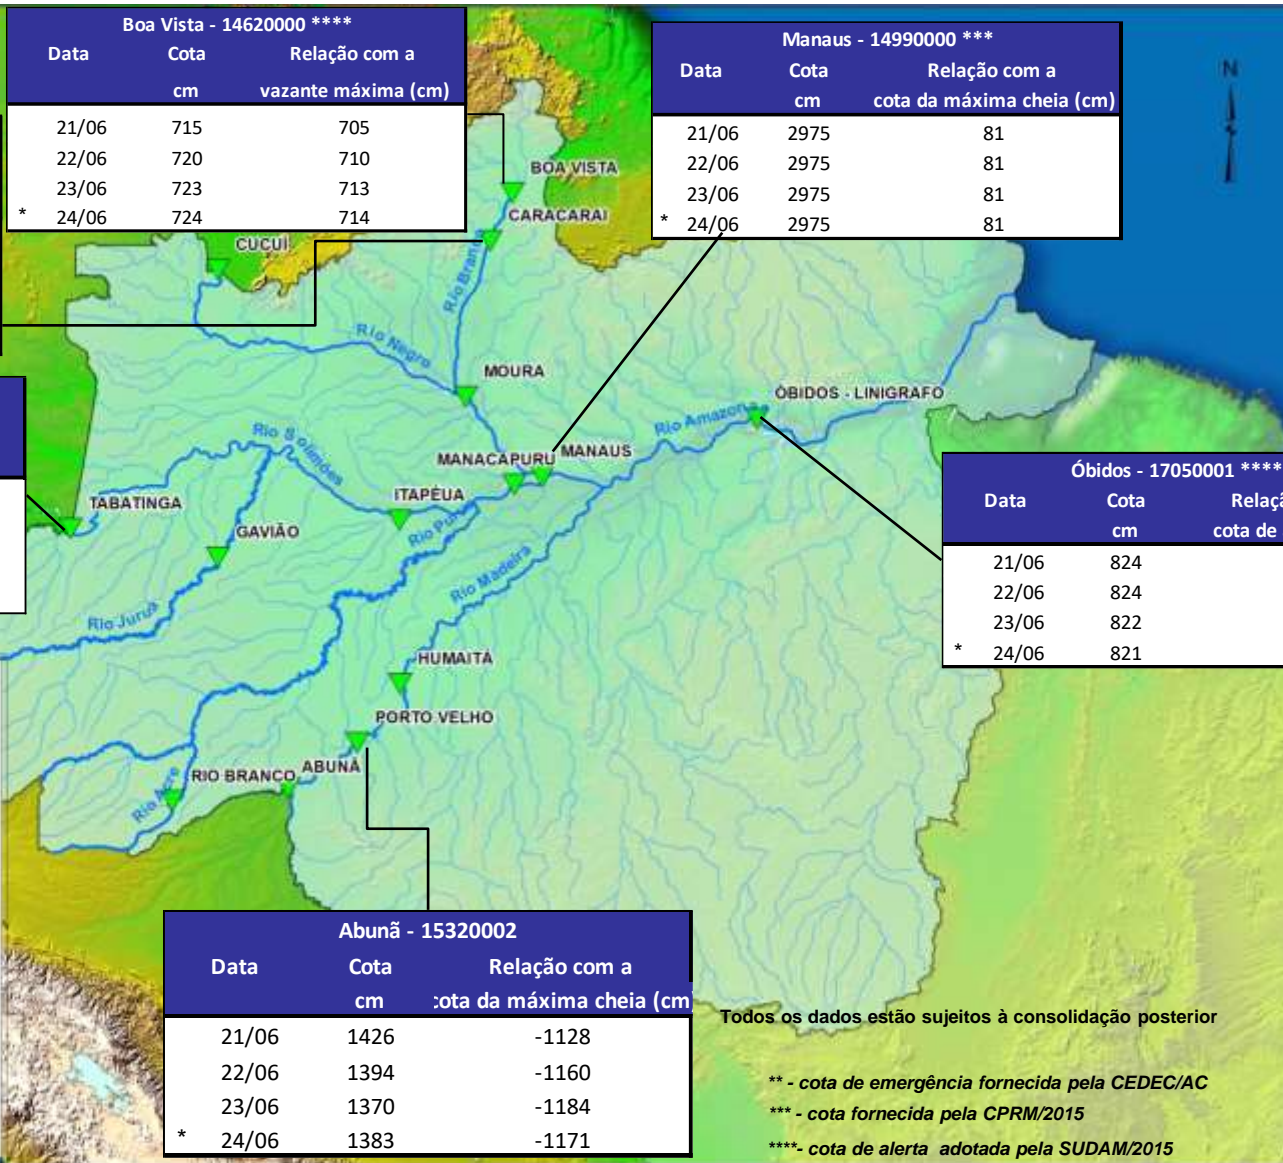 Boa Vista - 14620000 ****
Data Cota Relação com a
cm vazante máxima (cm)
21/06 715 705
22/06 720 710
23/06 723 713
* 24/06 724 714
Manaus - 14990000 ***
Data Cota Relação com a
cm cota da máxima cheia (cm)
21/06 2975 81
22/06 2975 81
23/06 2975 81
* 24/06 2975 81
N
BOA VISTA
CARACARAI
CUCUÍ
Rio Branco
Rio Negro
MOURA
ÓBIDOS - LINIGRAFO
Rio Amazonas
Rio Solimões
MANACAPURU
MANAUS
TABATINGA
ITAPÉUA
GAVIÃO
Rio Purus
Rio Madeira
Rio Juruá
HUMAITÁ
PORTO VELHO
ABUNÃ
RIO BRANCO
Rio Acre
Óbidos - 17050001 ****
Data Cota
cm cota de
21/06 824
22/06 824
23/06 822
* 24/06 821
Abunã - 15320002
Data Cota Relação com a
cm cota da máxima cheia (cm
21/06 1426 -1128
22/06 1394 -1160
23/06 1370 -1184
* 24/06 1383 -1171
Todos os dados estão sujeitos à consolidação posterior
** - cota de emergência fornecida pela CEDEC/AC
*** - cota fornecida pela CPRM/2015
****- cota de alerta adotada pela SUDAM/2015